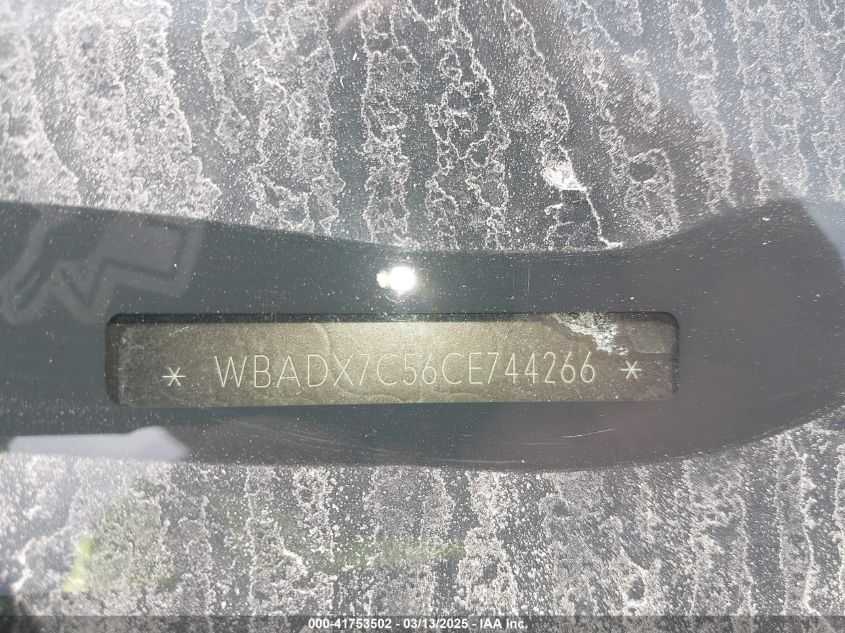 * WBADX7C56CE744266 *
000-41753502 - 03/13/2025 - IAA Inc.